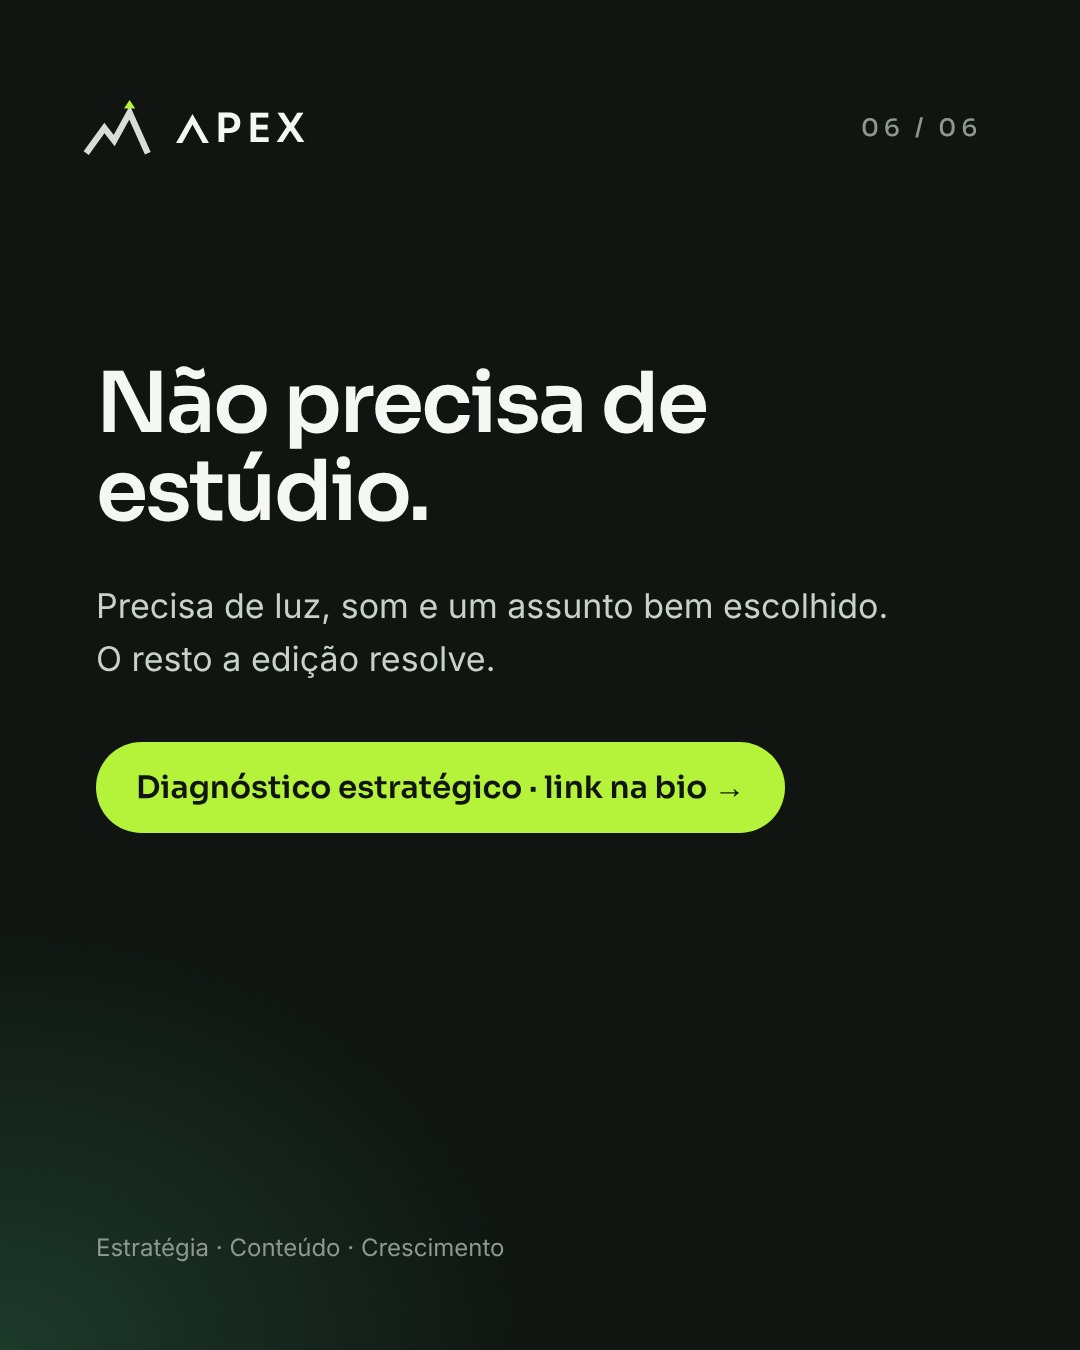 APEX
06 / 06
Não precisa de
estúdio.
Precisa de luz, som e um assunto bem escolhido.
O resto a edição resolve.
Diagnóstico estratégico · link na bio →
Estratégia · Conteúdo · Crescimento